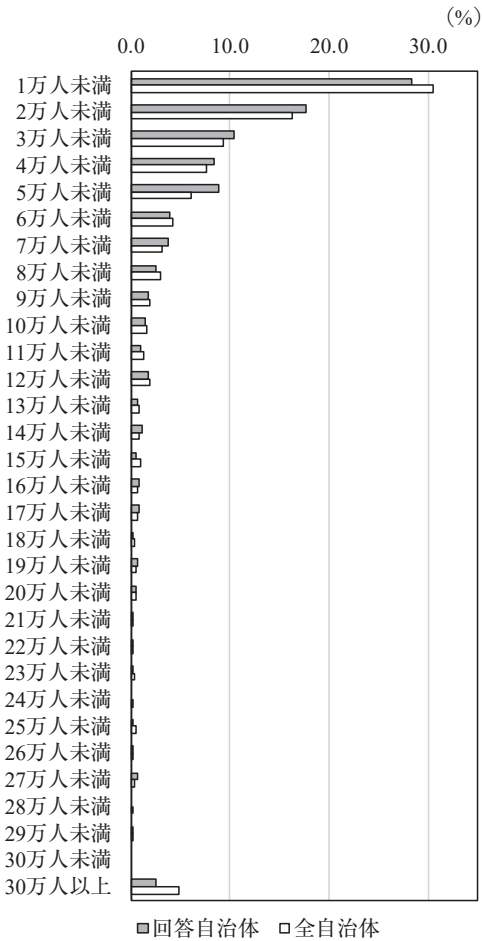 (%)
0.0 10.0 20.0 30.0
1万人未満
2万人未満
3万人未満
4万人未満
5万人未満
6万人未満
7万人未満
8万人未満
9万人未満
10万人未満
11万人未満
12万人未満
13万人未満
14万人未満
15万人未満
16万人未満
17万人未満
18万人未満
19万人未満
20万人未満
21万人未満
22万人未満
23万人未満
24万人未満
25万人未満
26万人未満
27万人未満
28万人未満
29万人未満
30万人未満
30万人以上
回答自治体 全自治体